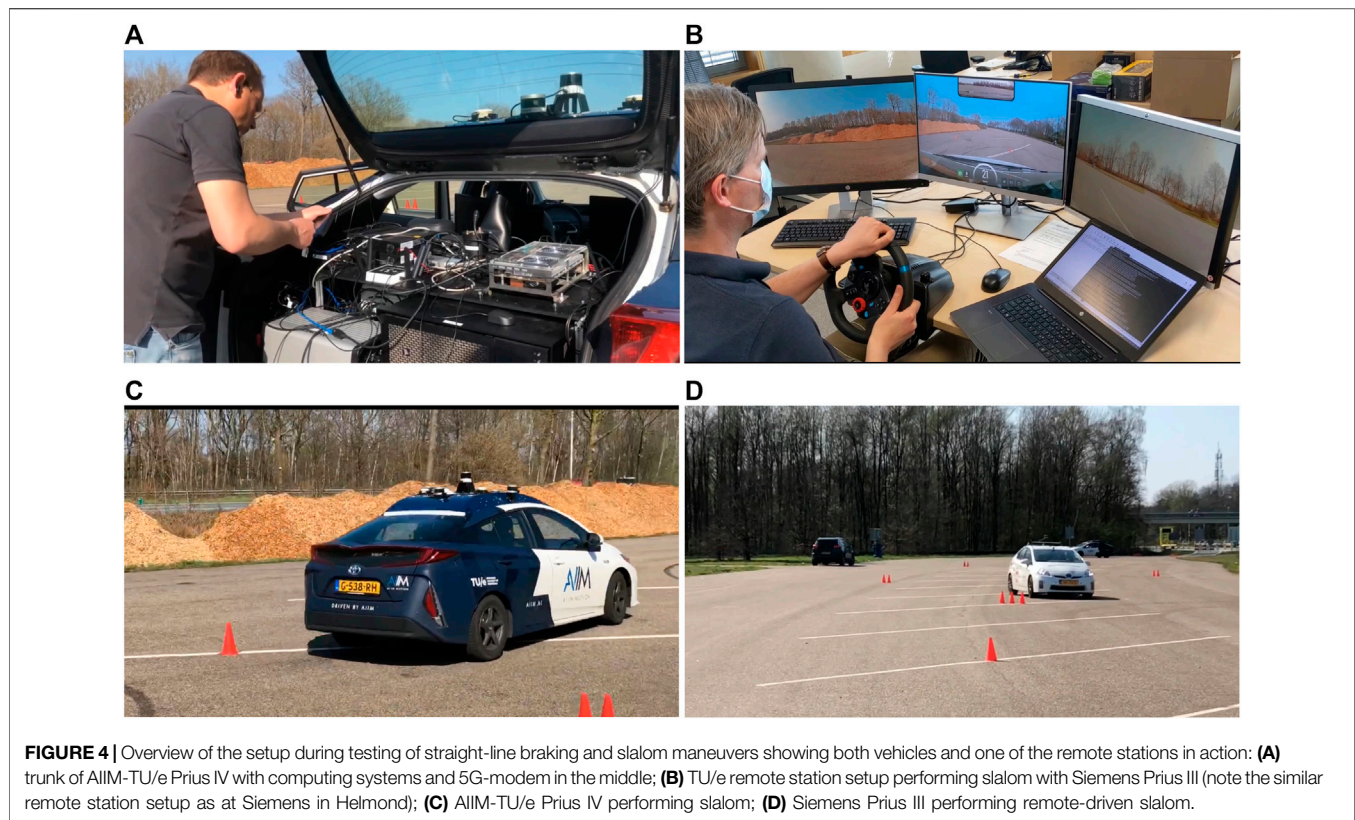 A
B
21
C
G-538-RH
AIIM
TU/e
AIIM
DRIVEN BY AIIM
AIIM AI
D
FIGURE 4 | Overview of the setup during testing of straight-line braking and slalom maneuvers showing both vehicles and one of the remote stations in action: (A)
trunk of AIIM-TU/e Prius IV with computing systems and 5G-modem in the middle; (B) TU/e remote station setup performing slalom with Siemens Prius III (note the similar
remote station setup as at Siemens in Helmond); (C) AIIM-TU/e Prius IV performing slalom; (D) Siemens Prius III performing remote-driven slalom.